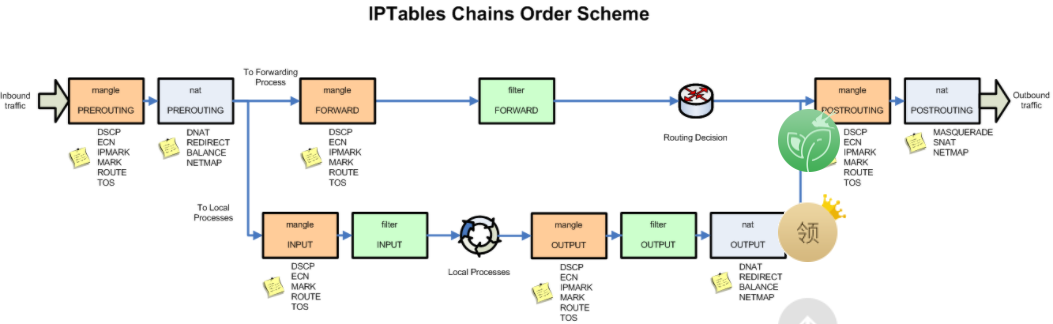 IPTables Chains Order Scheme
Inbound
traffic
mangle
PREROUTING
DSCP
ECN
IPMARK
MARK
ROUTE
TOS
nat
PREROUTING
DNAT
REDIRECT
BALANCE
NETMAP
To Forwarding
Process
mangle
FORWARD
DSCP
ECN
IPMARK
MARK
ROUTE
TOS
filter
FORWARD
Routing Decision
mangle
POSTROUTING
DSCP
ECN
IPMARK
MARK
ROUTE
TOS
nat
POSTROUTING
MASQUERADE
SNAT
NETMAP
Outbound
traffic
To Local
Processes
mangle
INPUT
DSCP
ECN
MARK
ROUTE
TOS
filter
INPUT
Local Processes
mangle
OUTPUT
DSCP
ECN
IPMARK
MARK
ROUTE
TOS
filter
OUTPUT
nat
OUTPUT
DNAT
REDIRECT
BALANCE
NETMAP
领